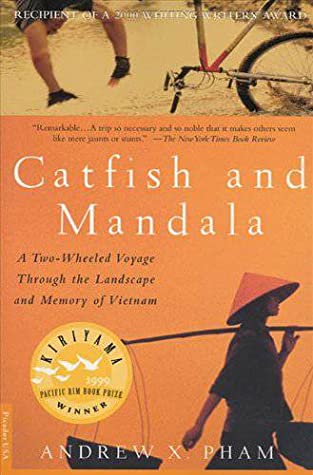 RECIPIENT OF A 2000 WHITING WRITERS' AWARD
"Remarkable...A trip so necessary and so noble that it makes others seem
like mere jaunts or stunts." —The New York Times Book Review
Catfish and
Mandala
A Two-Wheeled Voyage
Through the Landscape
and Memory of Vietnam
KIRIYAMA
1999
PACIFIC RIM BOOK PRIZE
WINNER
Picador USA
ANDREW X. PHAM